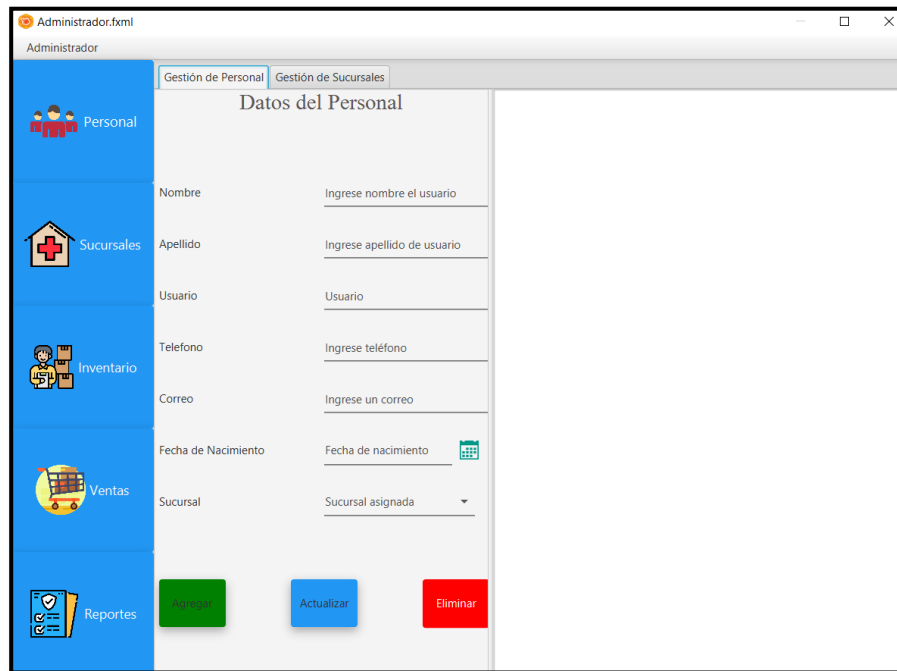 Administrador.fxml
Administrador
Personal
Sucursales
Inventario
Ventas
Reportes
Gestión de Personal
Gestión de Sucursales
Datos del Personal
Nombre
Ingrese nombre el usuario
Apellido
Ingrese apellido de usuario
Usuario
Usuario
Telefono
Ingrese teléfono
Correo
Ingrese un correo
Fecha de Nacimiento
Fecha de nacimiento
Sucursal
Sucursal asignada
Agregar
Actualizar
Eliminar